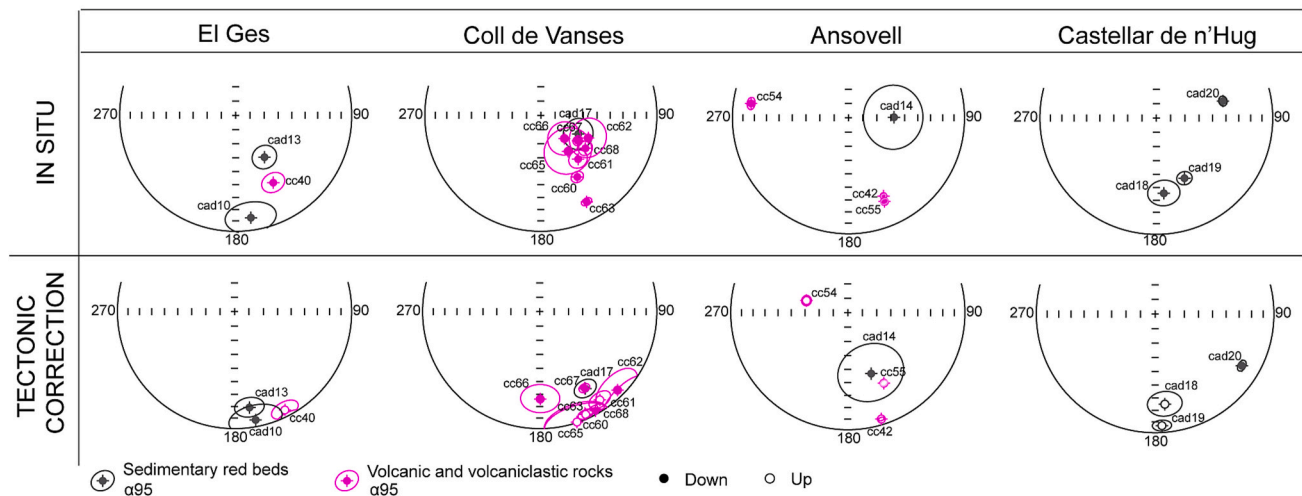 El Ges
Coll de Vanses
Ansovell
Castellar de n'Hug
IN SITU
270
cad13
cc40
cad10
180
cad17
cc66
cc67
cc62
cc68
cc65
cc61
cc60
cc63
180
270
90
cc54
cad14
cc42
cc55
180
270
90
cad20
cad19
cad18
180
270
90
90
270
TECTONIC
CORRECTION
270
90
cad13
cc40
cad10
180
270
90
cc62
cad17
cc67
cc66
cc61
cc63
cc68
cc60
cc65
180
270
90
cc54
cad14
cc55
cc42
180
270
90
cad20
cad18
cad19
180
Sedimentary red beds
α95
Volcanic and volcaniclastic rocks
α95
Down
Up